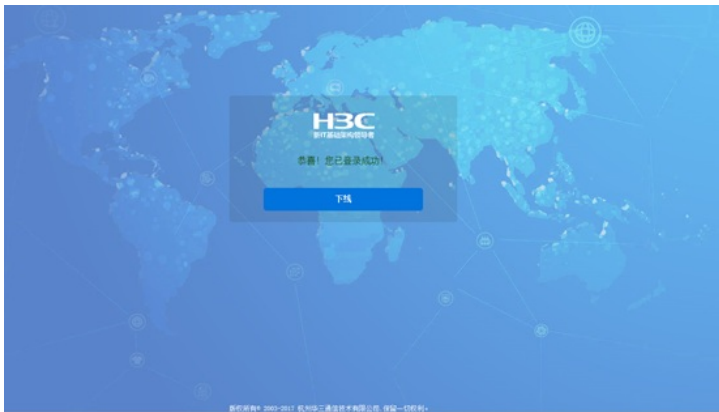 H3C
新IT基础架构领导者
恭喜！您已登录成功！
下线
版权所有© 2003-2017 杭州华三通信技术有限公司,保留一切权利。